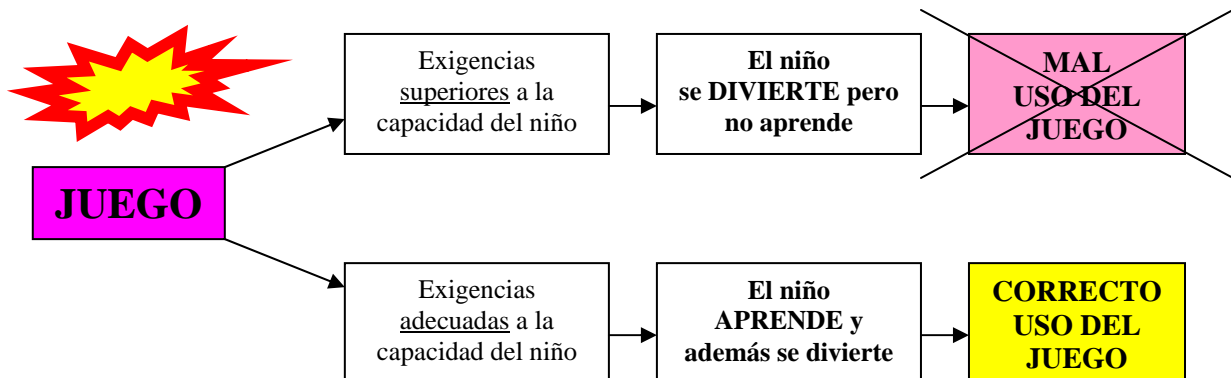 Exigencias
superiores a la
capacidad del niño
El niño
se DIVIERTE pero
no aprende
MAL
USO DEL
JUEGO
JUEGO
Exigencias
adecuadas a la
capacidad del niño
El niño
APRENDE y
además se divierte
CORRECTO
USO DEL
JUEGO